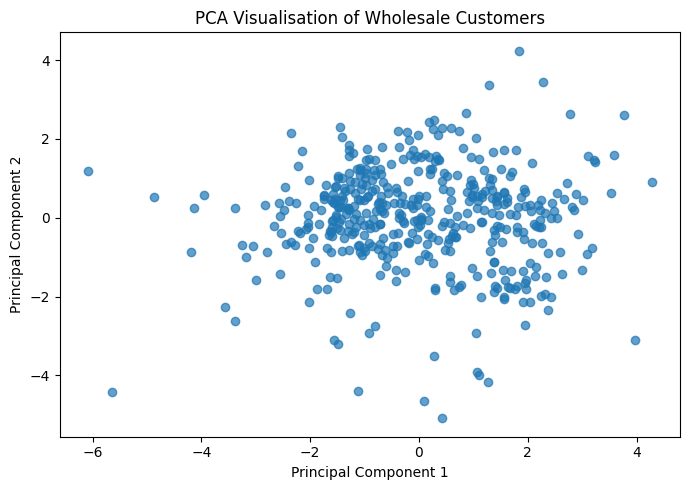 PCA Visualisation of Wholesale Customers
Principal Component 2
4
2
0
−2
−4
−6 −4 −2 0 2 4
Principal Component 1